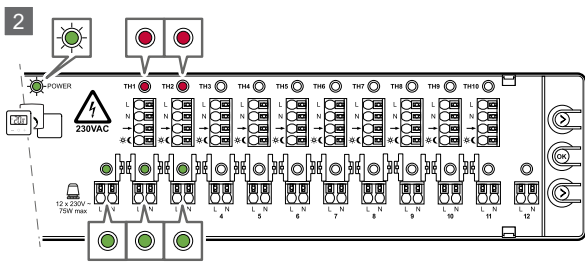 2
POWER
TH1 TH2 TH3 TH4 TH5 TH6 TH7 TH8 TH9 TH10
L L L L L L L L L L
N N N N N N N N N N
230VAC
OK
12 x 230V ~
75W max
L N L N L N L N L N L N L N L N L N L N L N L N
4 5 6 7 8 9 10 11 12